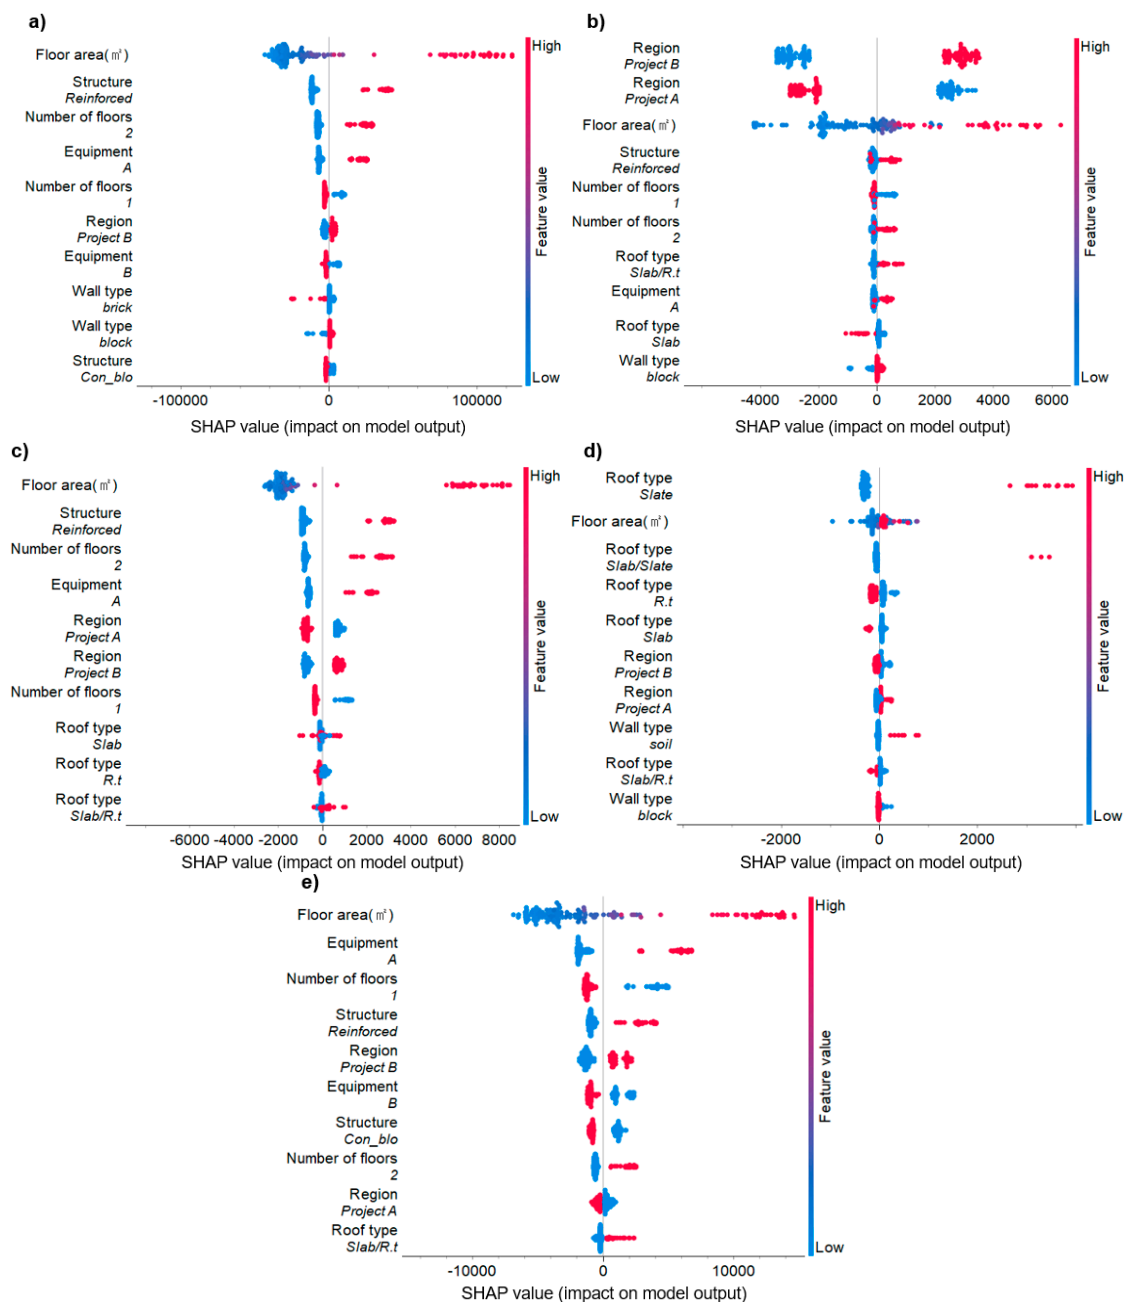 a)
Floor area(㎡)
Structure
Reinforced
Number of floors
2
Equipment
A
Number of floors
1
Region
Project B
Equipment
B
Wall type
brick
Wall type
block
Structure
Con_blo
High
Feature value
Low
-100000 0 100000
SHAP value (impact on model output)
b)
Region
Project B
Region
Project A
Floor area(㎡)
Structure
Reinforced
Number of floors
1
Number of floors
2
Roof type
Slab/R.t
Equipment
A
Roof type
Slab
Wall type
block
High
Feature value
Low
-4000 -2000 0 2000 4000 6000
SHAP value (impact on model output)
c)
Floor area(㎡)
Structure
Reinforced
Number of floors
2
Equipment
A
Region
Project A
Region
Project B
Number of floors
1
Roof type
Slab
Roof type
R.t
Roof type
Slab/R.t
High
Feature value
Low
-6000 -4000 -2000 0 2000 4000 6000 8000
SHAP value (impact on model output)
d)
Roof type
Slate
Floor area(㎡)
Roof type
Slab/Slate
Roof type
R.t
Roof type
Slab
Region
Project B
Region
Project A
Wall type
soil
Roof type
Slab/R.t
Wall type
block
High
Feature value
Low
-2000 0 2000
SHAP value (impact on model output)
e)
Floor area(㎡)
Equipment
A
Number of floors
1
Structure
Reinforced
Region
Project B
Equipment
B
Structure
Con_blo
Number of floors
2
Region
Project A
Roof type
Slab/R.t
High
Feature value
Low
-10000 0 10000
SHAP value (impact on model output)